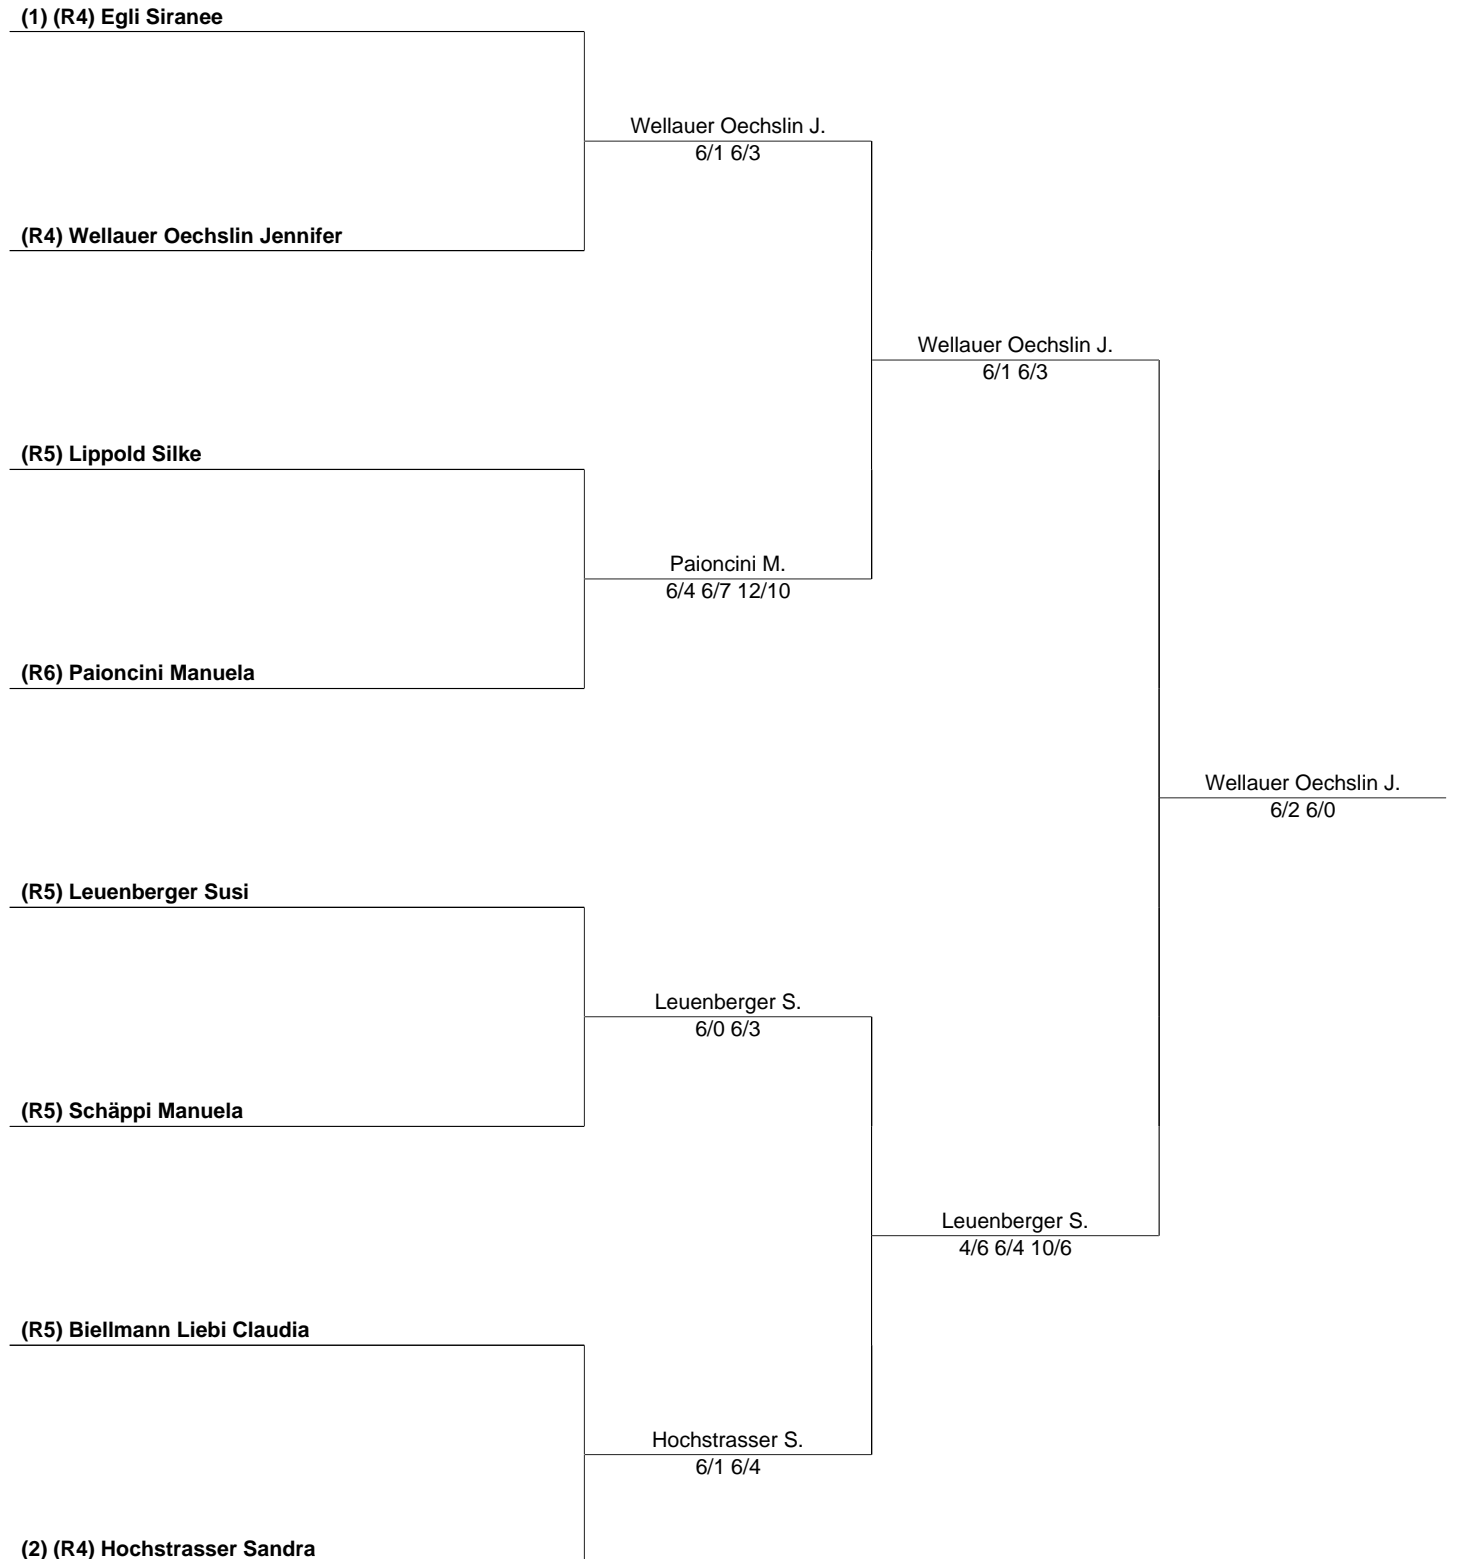 (1) (R4) Egli Siranee
Wellauer Oechslin J.
6/1 6/3
(R4) Wellauer Oechslin Jennifer
Wellauer Oechslin J.
6/1 6/3
(R5) Lippold Silke
Paioncini M.
6/4 6/7 12/10
(R6) Paioncini Manuela
Wellauer Oechslin J.
6/2 6/0
(R5) Leuenberger Susi
Leuenberger S.
6/0 6/3
(R5) Schäppi Manuela
Leuenberger S.
4/6 6/4 10/6
(R5) Biellmann Liebi Claudia
Hochstrasser S.
6/1 6/4
(2) (R4) Hochstrasser Sandra